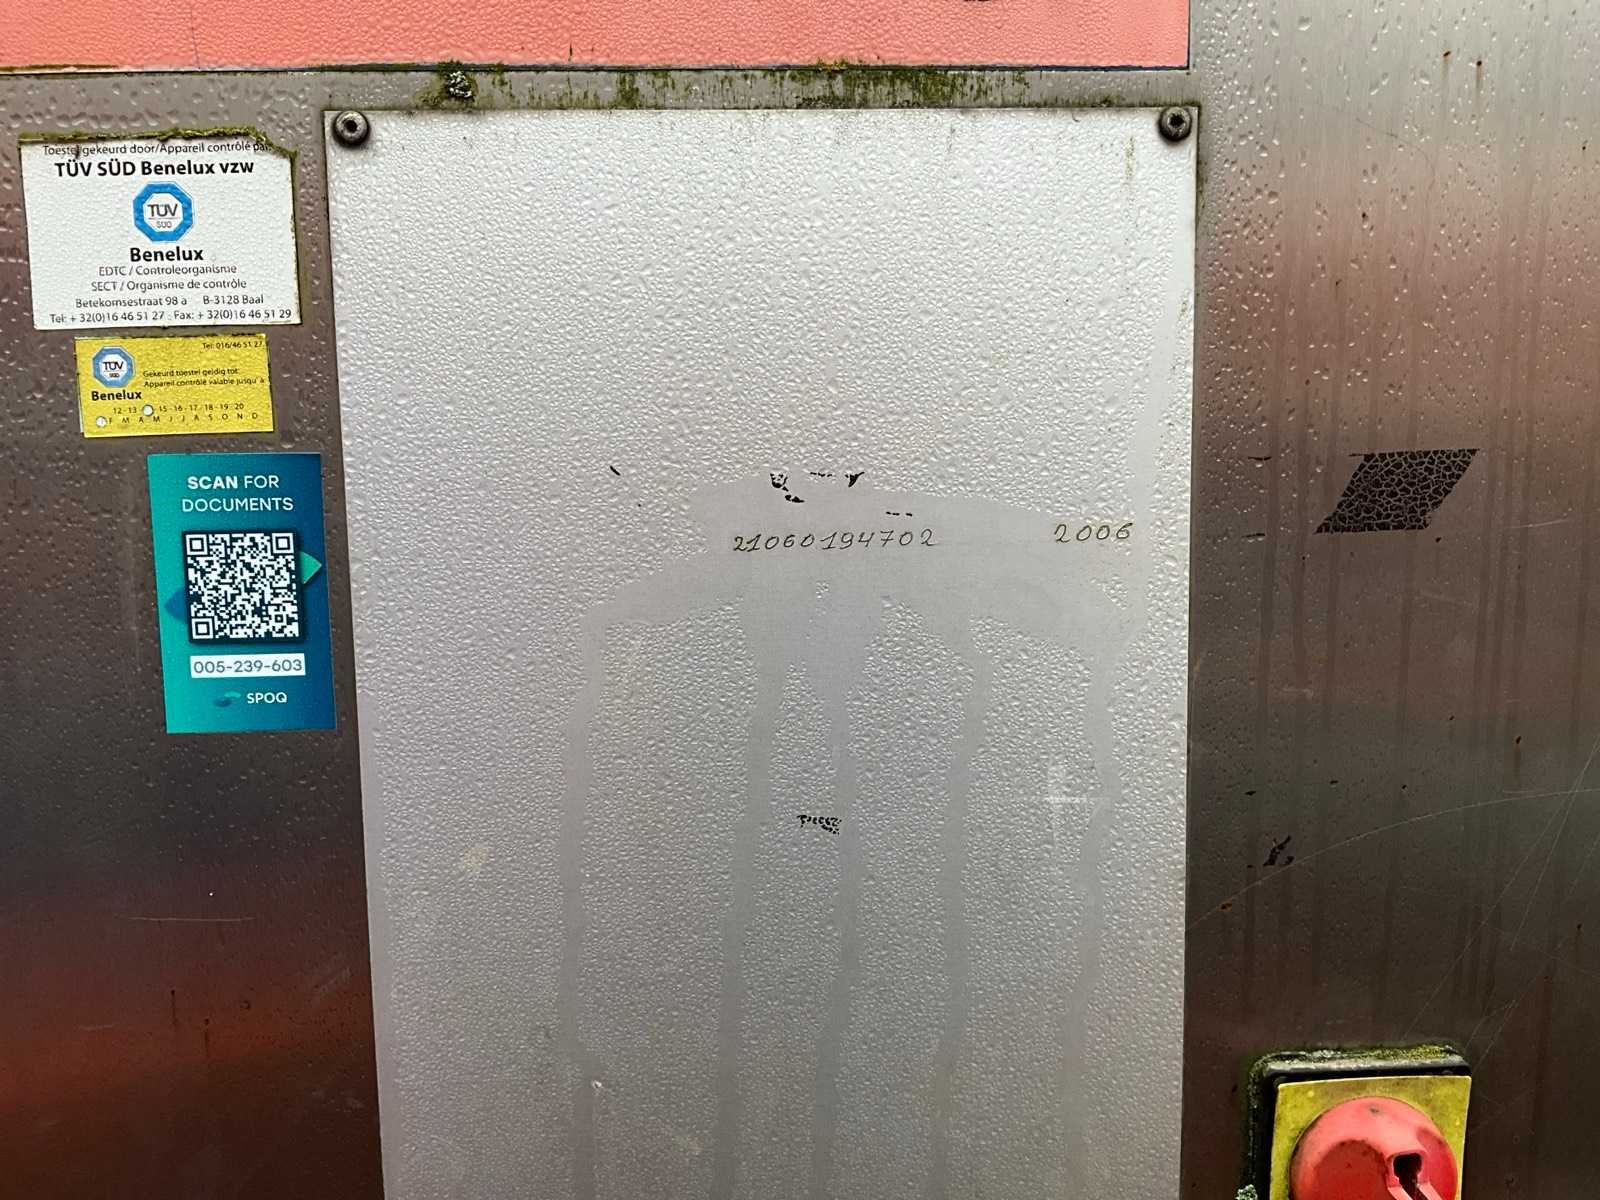 Toestel gekeurd door/Appareil contrôlé par
TÜV SÜD Benelux vzw
TÜV
SÜD
Benelux
EDTC / Controleorganisme
SECT / Organisme de contrôle
Betekomsestraat 98 a B-3128 Baal
Tel: + 32(0)16 46 51 27 - Fax: + 32(0)16 46 51 29
Tel: 016/46 51 27
TÜV
SÜD
Gekeurd toestel geldig tot:
Appareil contrôlé valable jusqu'à:
Benelux
12 - 13 15 - 16 - 17 - 18 - 19 - 20
F M A M J J A S O N D
SCAN FOR
DOCUMENTS
005-239-603
SPOQ
21060194702 2006